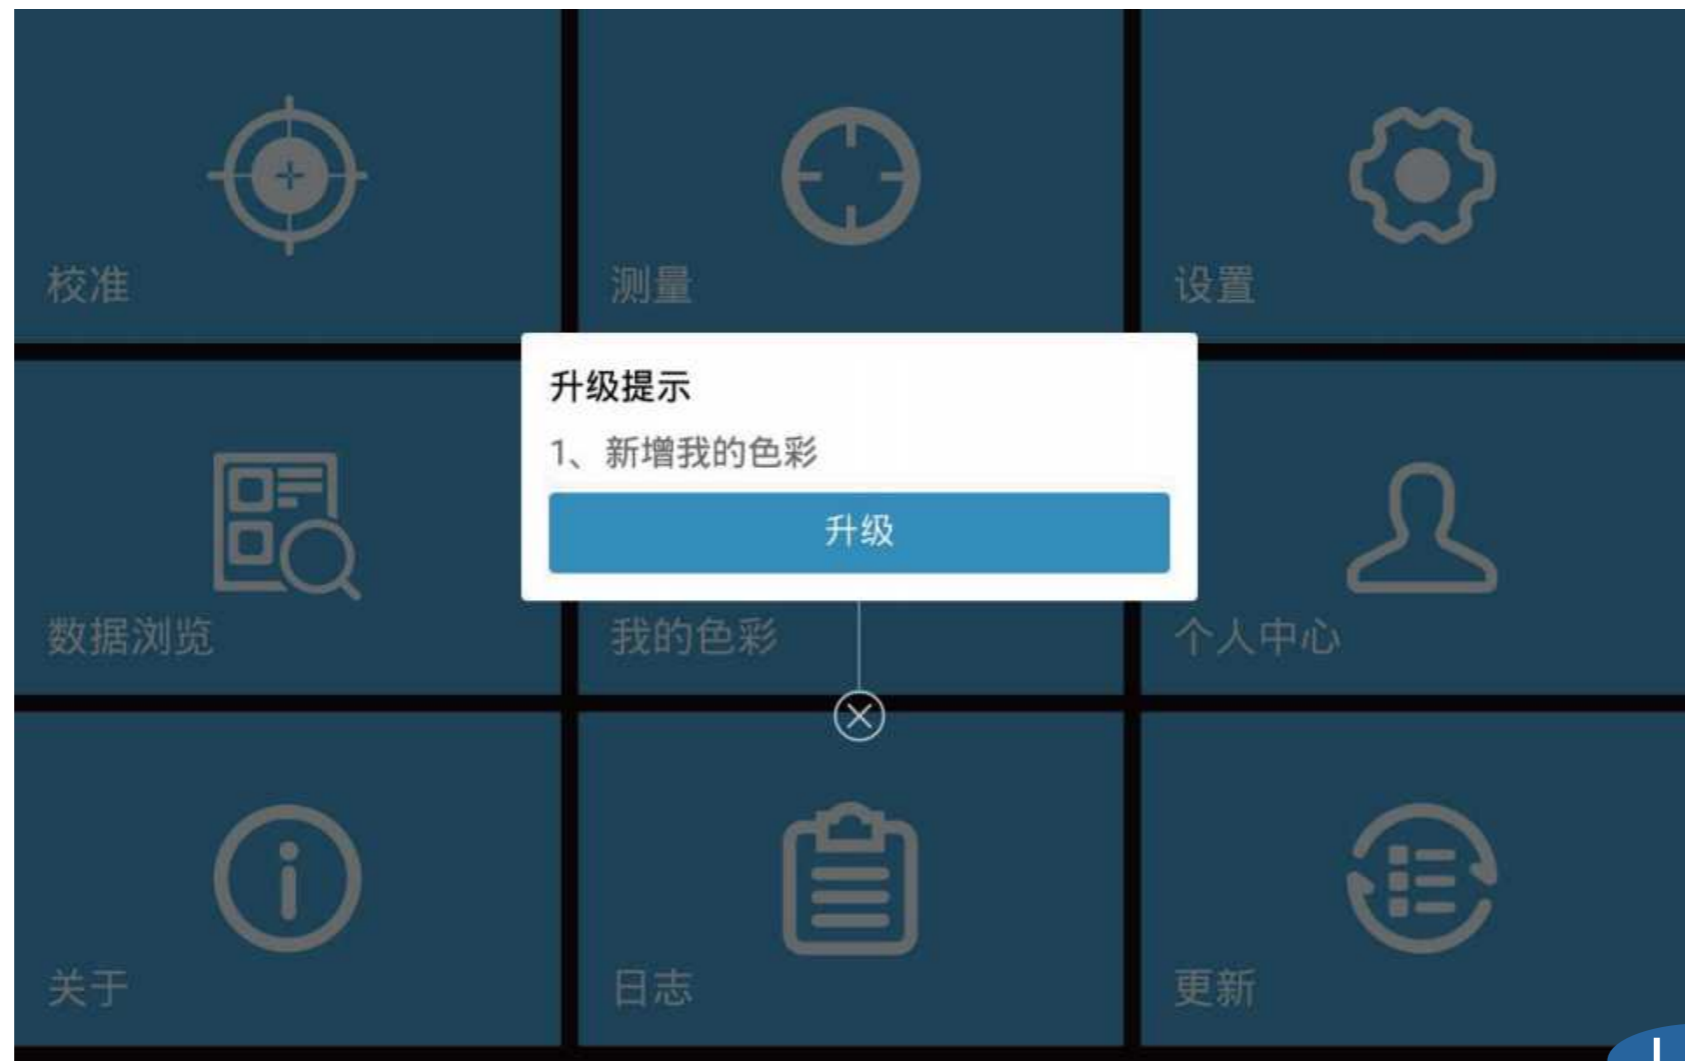 校准
测量
设置
升级提示
1、新增我的色彩
升级
数据浏览
我的色彩
个人中心
关于
日志
更新